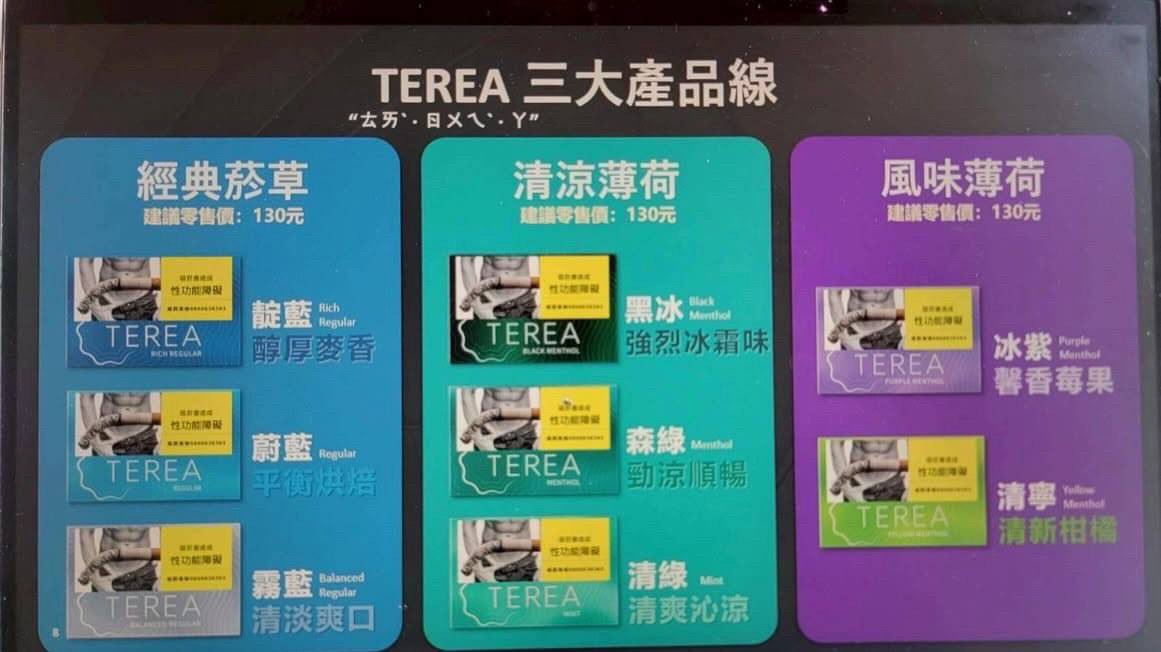 TEREA 三大產品線
“ㄊㄞˋ·ㄖㄨㄟˋ·ㄚ”
經典菸草
建議零售價：130元
性功能障礙
TEREA
RICH REGULAR
靛藍 Rich Regular
醇厚麥香
性功能障礙
TEREA
REGULAR
蔚藍 Regular
平衡烘焙
性功能障礙
TEREA
BALANCED REGULAR
霧藍 Balanced Regular
清淡爽口
清涼薄荷
建議零售價：130元
性功能障礙
TEREA
BLACK MENTHOL
黑冰 Black Menthol
強烈冰霜味
性功能障礙
TEREA
MENTHOL
森綠 Menthol
勁涼順暢
性功能障礙
TEREA
MINT
清綠 Mint
清爽沁涼
風味薄荷
建議零售價：130元
性功能障礙
TEREA
PURPLE MENTHOL
冰紫 Purple Menthol
馨香莓果
性功能障礙
TEREA
YELLOW MENTHOL
清寧 Yellow Menthol
清新柑橘
8